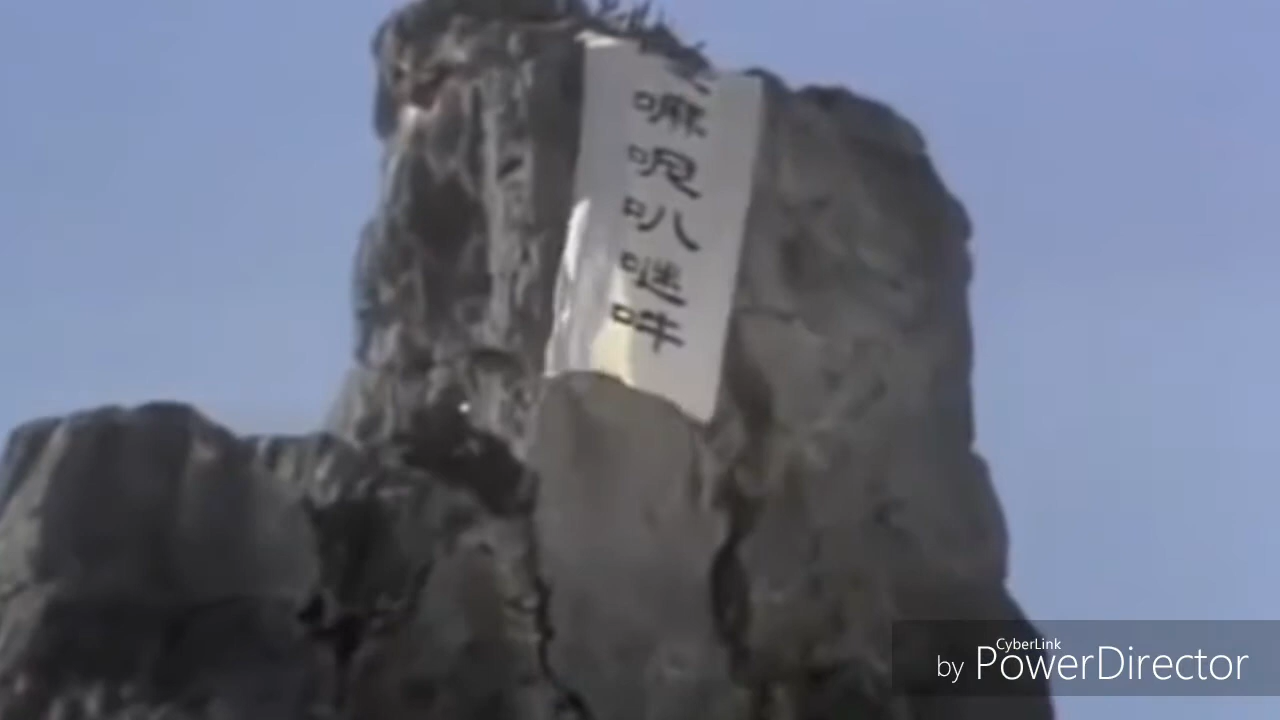 嘛呢叭咪吽
CyberLink
by PowerDirector